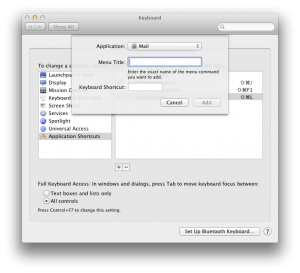 Keyboard
Show All
Application: Mail
Menu Title:
Enter the exact name of the menu command
you want to add.
Keyboard Shortcut:
Cancel Add
To change a
Launchpad
Display
Mission C
Keyboard
Screen Sh
Services
Spotlight
Universal Access
Application Shortcuts
⇧⌘/
⇧⌘L
+ −
Full Keyboard Access: In windows and dialogs, press Tab to move keyboard focus between:
Text boxes and lists only
All controls
Press Control+F7 to change this setting.
Set Up Bluetooth Keyboard... ?